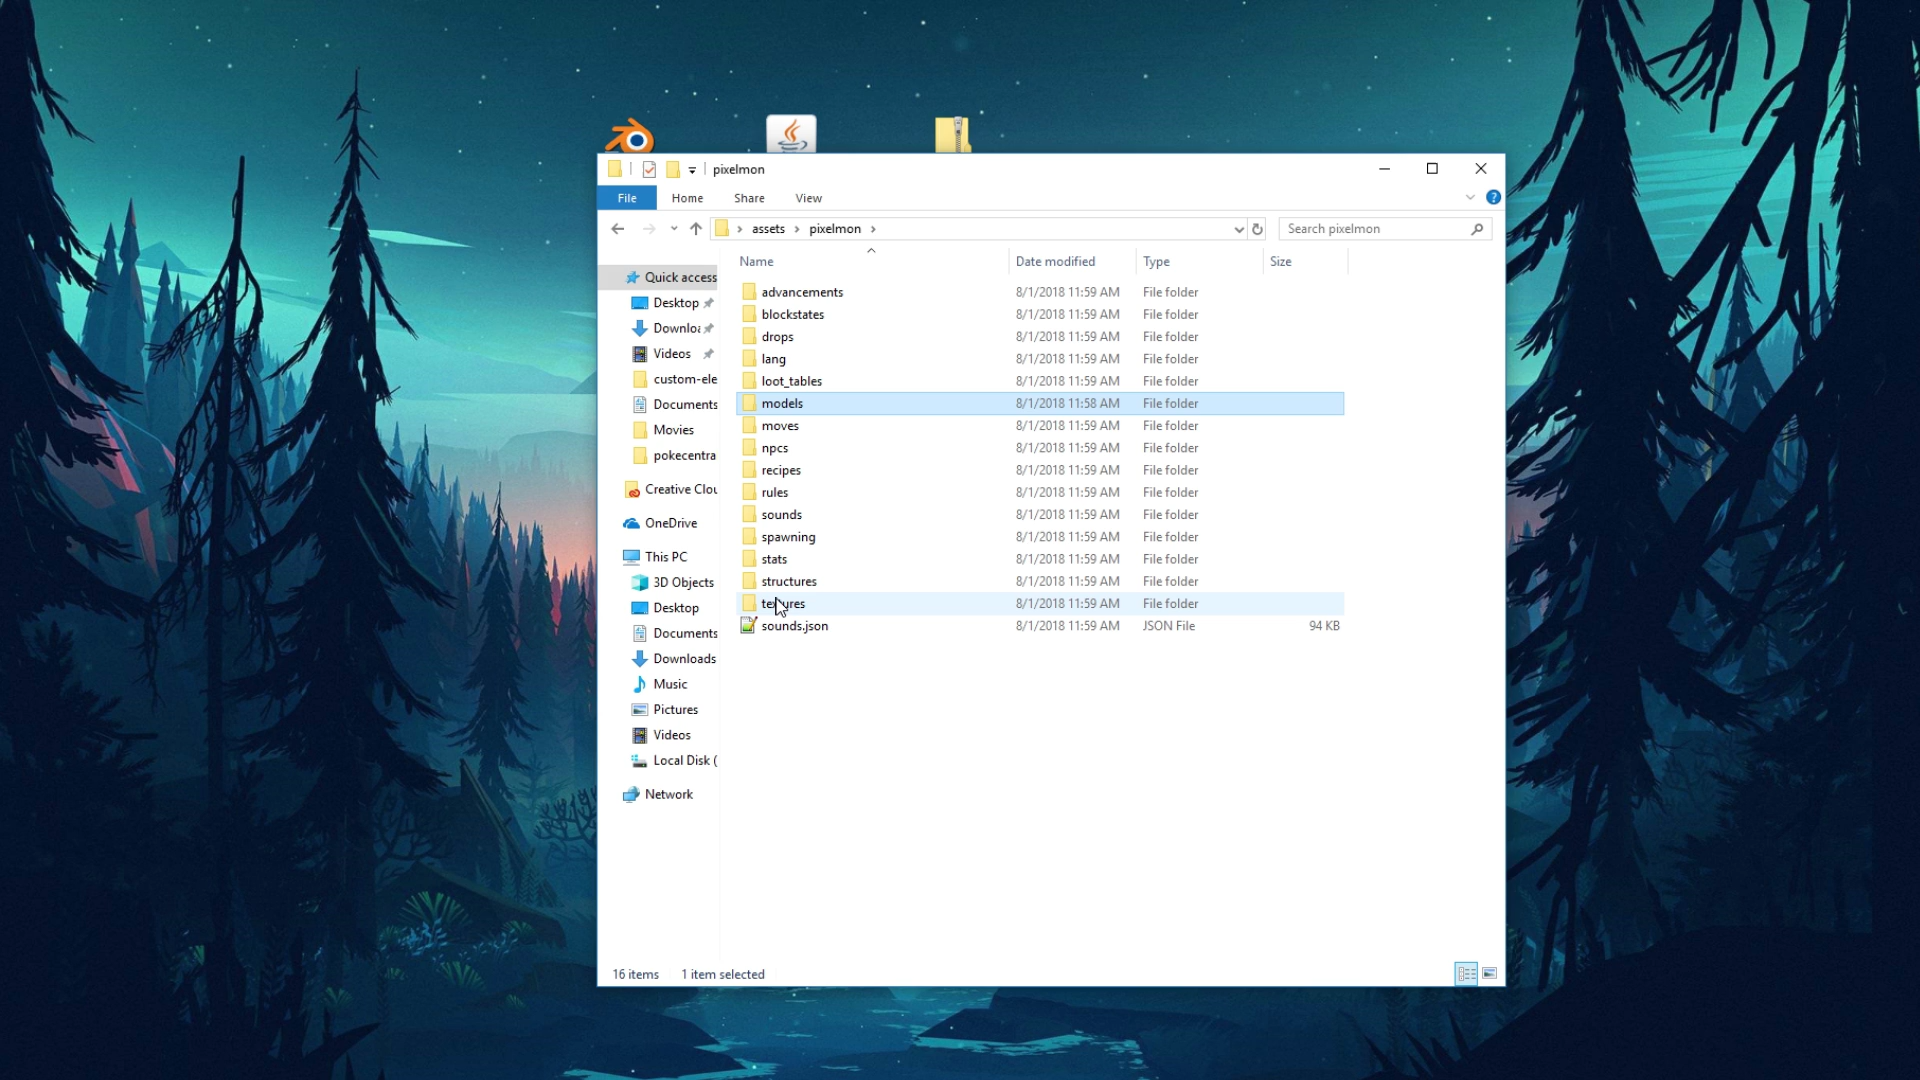 pixelmon
File Home Share View
assets pixelmon Search pixelmon
Name Date modified Type Size
Quick access
Desktop
Downloa
Videos
custom-ele
Documents
Movies
pokecentra
Creative Clou
OneDrive
This PC
3D Objects
Desktop
Documents
Downloads
Music
Pictures
Videos
Local Disk (
Network
advancements 8/1/2018 11:59 AM File folder
blockstates 8/1/2018 11:59 AM File folder
drops 8/1/2018 11:59 AM File folder
lang 8/1/2018 11:59 AM File folder
loot_tables 8/1/2018 11:59 AM File folder
models 8/1/2018 11:58 AM File folder
moves 8/1/2018 11:59 AM File folder
npcs 8/1/2018 11:59 AM File folder
recipes 8/1/2018 11:59 AM File folder
rules 8/1/2018 11:59 AM File folder
sounds 8/1/2018 11:59 AM File folder
spawning 8/1/2018 11:59 AM File folder
stats 8/1/2018 11:59 AM File folder
structures 8/1/2018 11:59 AM File folder
textures 8/1/2018 11:59 AM File folder
sounds.json 8/1/2018 11:59 AM JSON File 94 KB
16 items 1 item selected